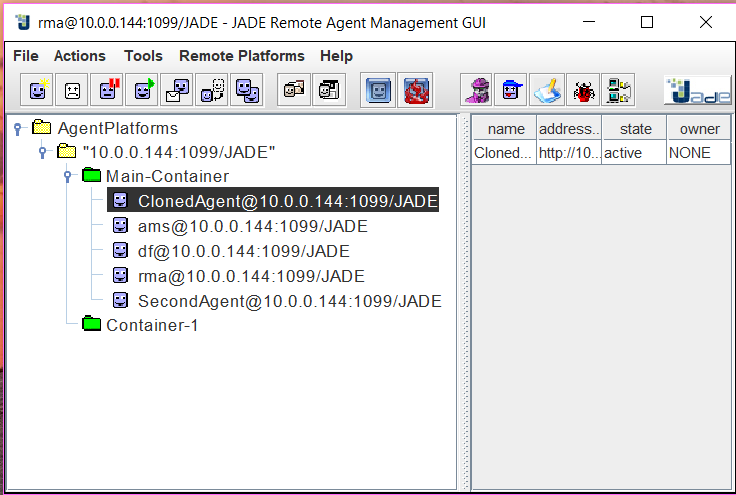 rma@10.0.0.144:1099/JADE - JADE Remote Agent Management GUI
File Actions Tools Remote Platforms Help
Jade
AgentPlatforms
"10.0.0.144:1099/JADE"
Main-Container
ClonedAgent@10.0.0.144:1099/JADE
ams@10.0.0.144:1099/JADE
df@10.0.0.144:1099/JADE
rma@10.0.0.144:1099/JADE
SecondAgent@10.0.0.144:1099/JADE
Container-1
name address... state owner
Cloned... http://10... active NONE